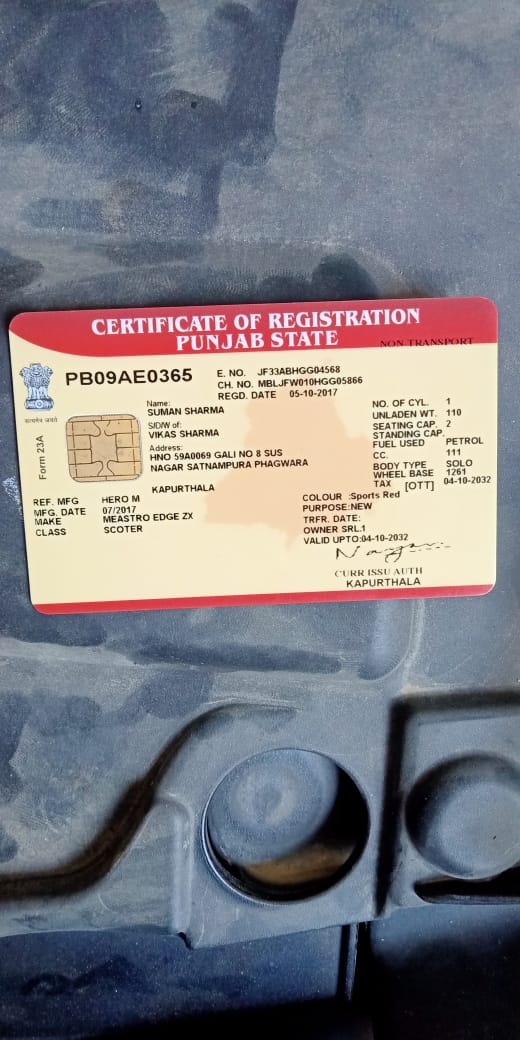 CERTIFICATE OF REGISTRATION
PUNJAB STATE
NON TRANSPORT
सत्यमेव जयते
Form 23A
PB09AE0365
E. NO. JF33ABHGG04568
CH. NO. MBLJFW010HGG05866
REGD. DATE 05-10-2017
Name:
SUMAN SHARMA
S/D/W of:
VIKAS SHARMA
Address:
HNO 59A0069 GALI NO 8 SUS
NAGAR SATNAMPURA PHAGWARA
KAPURTHALA
NO. OF CYL. 1
UNLADEN WT. 110
SEATING CAP. 2
STANDING CAP.
FUEL USED PETROL
CC. 111
BODY TYPE SOLO
WHEEL BASE 1261
TAX [OTT] 04-10-2032
REF. MFG HERO M
MFG. DATE 07/2017
MAKE MEASTRO EDGE ZX
CLASS SCOTER
COLOUR :Sports Red
PURPOSE:NEW
TRFR. DATE:
OWNER SRL.1
VALID UPTO:04-10-2032
CURR ISSU AUTH
KAPURTHALA